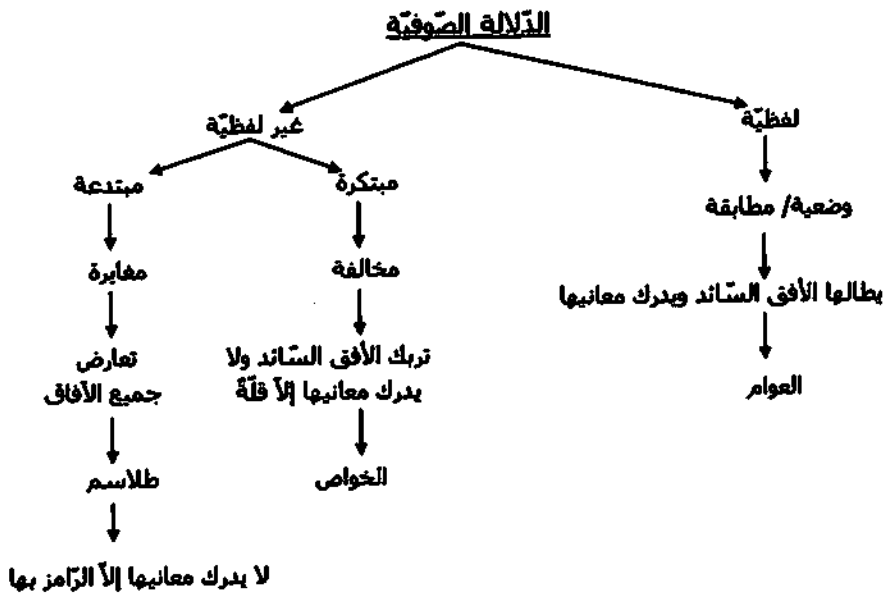 الدّلالة الصّوفيّة
لفظيّة
غير لفظيّة
وضعية/ مطابقة
مبتكرة
مبتدعة
يطالها الأفق السّائد ويدرك معانيها
مخالفة
مغايرة
العوام
تربك الأفق السّائد ولا
يدرك معانيها إلاّ قلّةً
تعارض
جميع الآفاق
الخواص
طلاسم
لا يدرك معانيها إلاّ الرّامز بها